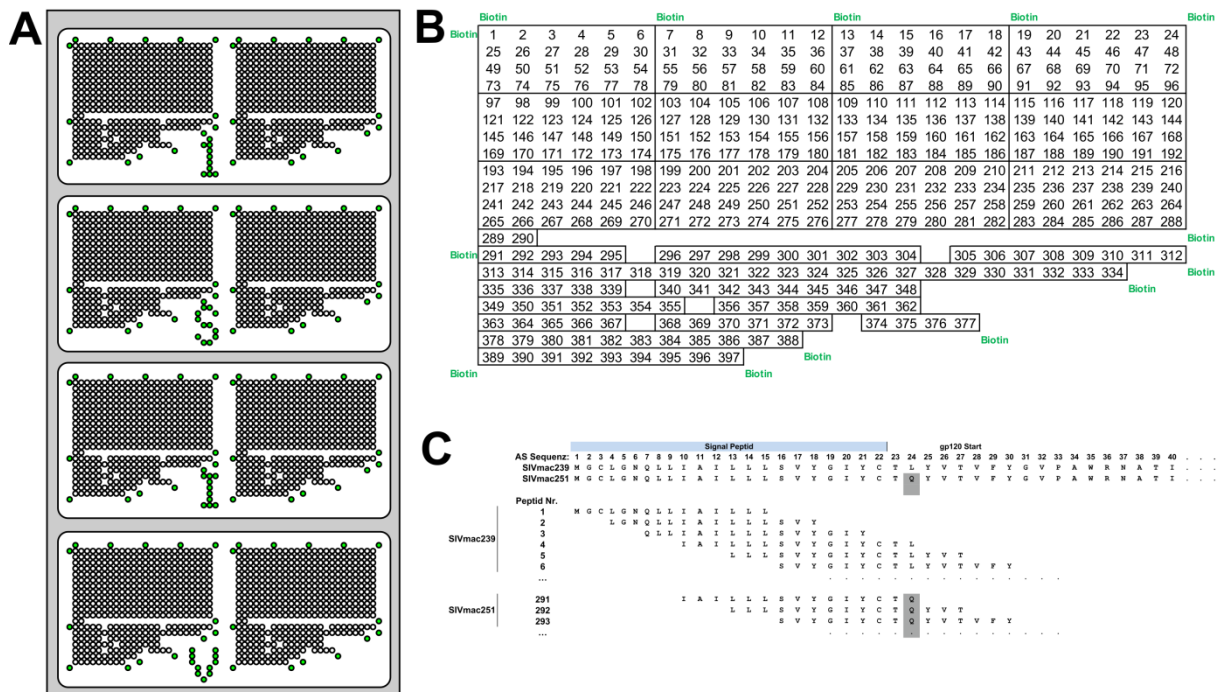 A
B
Biotin Biotin Biotin Biotin Biotin
Biotin 1 2 3 4 5 6 7 8 9 10 11 12 13 14 15 16 17 18 19 20 21 22 23 24
25 26 27 28 29 30 31 32 33 34 35 36 37 38 39 40 41 42 43 44 45 46 47 48
49 50 51 52 53 54 55 56 57 58 59 60 61 62 63 64 65 66 67 68 69 70 71 72
73 74 75 76 77 78 79 80 81 82 83 84 85 86 87 88 89 90 91 92 93 94 95 96
97 98 99 100 101 102 103 104 105 106 107 108 109 110 111 112 113 114 115 116 117 118 119 120
121 122 123 124 125 126 127 128 129 130 131 132 133 134 135 136 137 138 139 140 141 142 143 144
145 146 147 148 149 150 151 152 153 154 155 156 157 158 159 160 161 162 163 164 165 166 167 168
169 170 171 172 173 174 175 176 177 178 179 180 181 182 183 184 185 186 187 188 189 190 191 192
193 194 195 196 197 198 199 200 201 202 203 204 205 206 207 208 209 210 211 212 213 214 215 216
217 218 219 220 221 222 223 224 225 226 227 228 229 230 231 232 233 234 235 236 237 238 239 240
241 242 243 244 245 246 247 248 249 250 251 252 253 254 255 256 257 258 259 260 261 262 263 264
265 266 267 268 269 270 271 272 273 274 275 276 277 278 279 280 281 282 283 284 285 286 287 288
289 290 Biotin
Biotin 291 292 293 294 295 296 297 298 299 300 301 302 303 304 305 306 307 308 309 310 311 312
313 314 315 316 317 318 319 320 321 322 323 324 325 326 327 328 329 330 331 332 333 334 Biotin
335 336 337 338 339 340 341 342 343 344 345 346 347 348 Biotin
349 350 351 352 353 354 355 356 357 358 359 360 361 362
363 364 365 366 367 368 369 370 371 372 373 374 375 376 377
378 379 380 381 382 383 384 385 386 387 388 Biotin
389 390 391 392 393 394 395 396 397 Biotin
Biotin Biotin
C
Signal Peptid gp120 Start
AS Sequenz: 1 2 3 4 5 6 7 8 9 10 11 12 13 14 15 16 17 18 19 20 21 22 23 24 25 26 27 28 29 30 31 32 33 34 35 36 37 38 39 40 . . .
SIVmac239 M G C L G N Q L L I A I L L L S V Y G I Y C T L Y V T V F Y G V P A W R N A T I . . .
SIVmac251 M G C L G N Q L L I A I L L L S V Y G I Y C T Q Y V T V F Y G V P A W R N A T I . . .
Peptid Nr.
SIVmac239
1 M G C L G N Q L L I A I L L L
2 L G N Q L L I A I L L L S V Y
3 Q L L I A I L L L S V Y G I Y
4 I A I L L L S V Y G I Y C T L
5 L L L S V Y G I Y C T L Y V T
6 S V Y G I Y C T L Y V T V F Y
... . . . . . . . . . . . . . . .
SIVmac251
291 I A I L L L S V Y G I Y C T Q
292 L L L S V Y G I Y C T Q Y V T
293 S V Y G I Y C T Q Y V T V F Y
... . . . . . . . . . . . . . . .